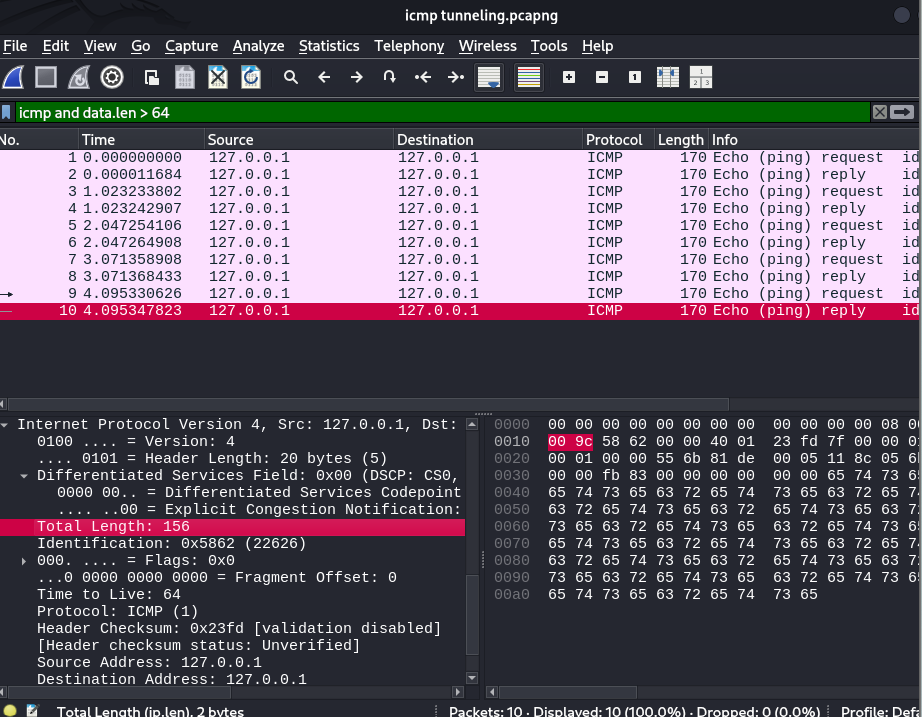 icmp tunneling.pcapng
File Edit View Go Capture Analyze Statistics Telephony Wireless Tools Help
icmp and data.len > 64
No. Time Source Destination Protocol Length Info
1 0.000000000 127.0.0.1 127.0.0.1 ICMP 170 Echo (ping) request id
2 0.000011684 127.0.0.1 127.0.0.1 ICMP 170 Echo (ping) reply id
3 1.023233802 127.0.0.1 127.0.0.1 ICMP 170 Echo (ping) request id
4 1.023242907 127.0.0.1 127.0.0.1 ICMP 170 Echo (ping) reply id
5 2.047254106 127.0.0.1 127.0.0.1 ICMP 170 Echo (ping) request id
6 2.047264908 127.0.0.1 127.0.0.1 ICMP 170 Echo (ping) reply id
7 3.071358908 127.0.0.1 127.0.0.1 ICMP 170 Echo (ping) request id
8 3.071368433 127.0.0.1 127.0.0.1 ICMP 170 Echo (ping) reply id
9 4.095330626 127.0.0.1 127.0.0.1 ICMP 170 Echo (ping) request id
10 4.095347823 127.0.0.1 127.0.0.1 ICMP 170 Echo (ping) reply id
Internet Protocol Version 4, Src: 127.0.0.1, Dst:
0100 .... = Version: 4
.... 0101 = Header Length: 20 bytes (5)
Differentiated Services Field: 0x00 (DSCP: CS0,
0000 00.. = Differentiated Services Codepoint
.... ..00 = Explicit Congestion Notification:
Total Length: 156
Identification: 0x5862 (22626)
000. .... = Flags: 0x0
...0 0000 0000 0000 = Fragment Offset: 0
Time to Live: 64
Protocol: ICMP (1)
Header Checksum: 0x23fd [validation disabled]
[Header checksum status: Unverified]
Source Address: 127.0.0.1
Destination Address: 127.0.0.1
0000 00 00 00 00 00 00 00 00 00 00 00 00 08 0
0010 00 9c 58 62 00 00 40 01 23 fd 7f 00 00 0
0020 00 01 00 00 55 6b 81 de 00 05 11 8c 05 6
0030 00 00 fb 83 00 00 00 00 00 00 65 74 73 65
0040 65 74 73 65 63 72 65 74 73 65 63 72 65 74
0050 63 72 65 74 73 65 63 72 65 74 73 65 63 72
0060 73 65 63 72 65 74 73 65 63 72 65 74 73 65
0070 65 74 73 65 63 72 65 74 73 65 63 72 65 74
0080 63 72 65 74 73 65 63 72 65 74 73 65 63 72
0090 73 65 63 72 65 74 73 65 63 72 65 74 73 65
00a0 65 74 73 65 63 72 65 74 73 65
Total Length (ip.len), 2 bytes
Packets: 10 · Displayed: 10 (100.0%) · Dropped: 0 (0.0%)
Profile: Defa